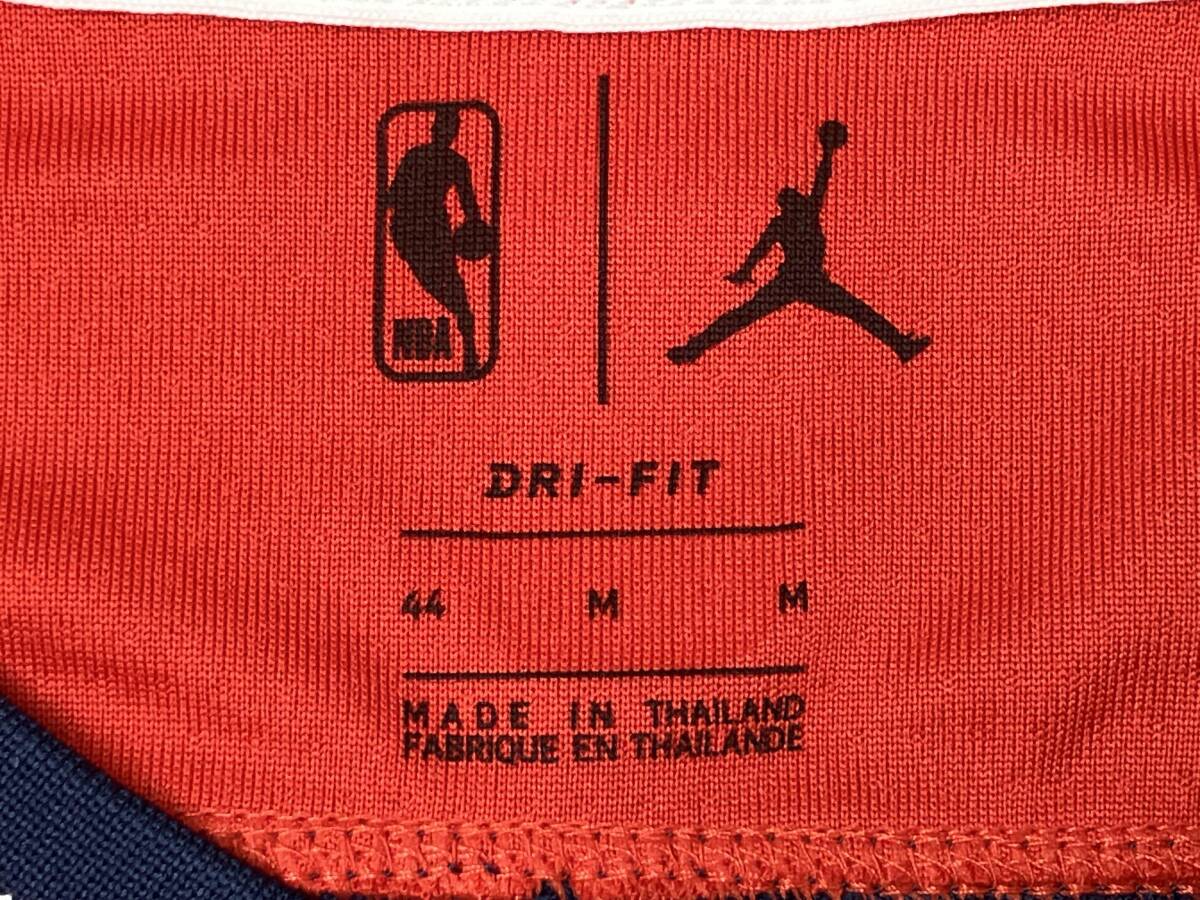 NBA
DRI-FIT
44 M M
MADE IN THAILAND
FABRIQUE EN THAILANDE